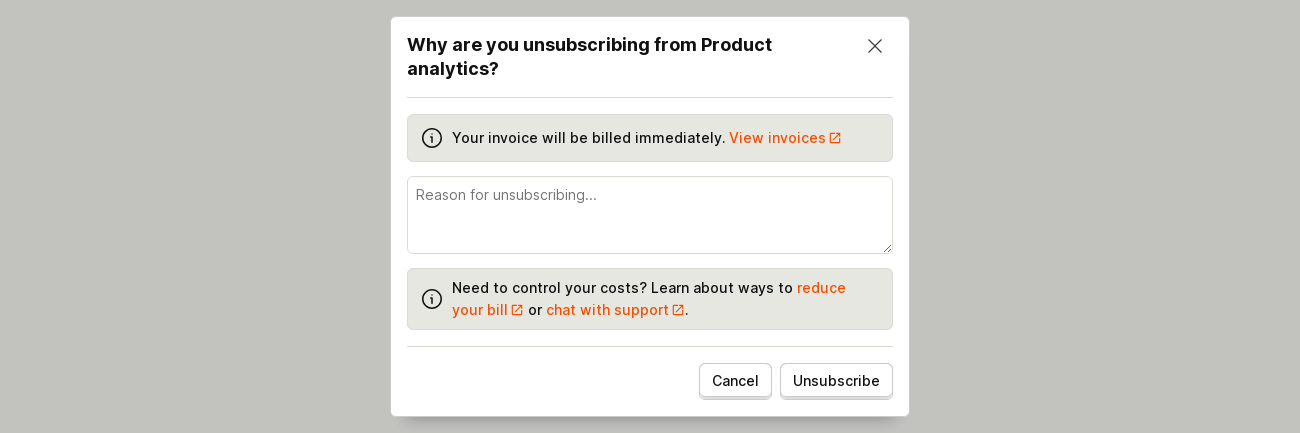 Why are you unsubscribing from Product
analytics?
Your invoice will be billed immediately. View invoices
Reason for unsubscribing...
Need to control your costs? Learn about ways to reduce
your bill or chat with support.
Cancel Unsubscribe